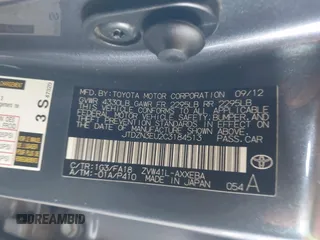 MFD. BY: TOYOTA MOTOR CORPORATION 09/12
GVWR 4330LB GAWR FR 2295LB RR 2295LB
THIS VEHICLE CONFORMS TO ALL APPLICABLE
FEDERAL MOTOR VEHICLE SAFETY, BUMPER, AND
THEFT PREVENTION STANDARDS IN EFFECT ON
THE DATE OF MANUFACTURE SHOWN ABOVE.
PASS.CAR
C/TR: 1G3/FA18 ZVW41L-AXXEBA
A/TM: -01A/P410 MADE IN JAPAN 054 A
3 S
DREAMBID